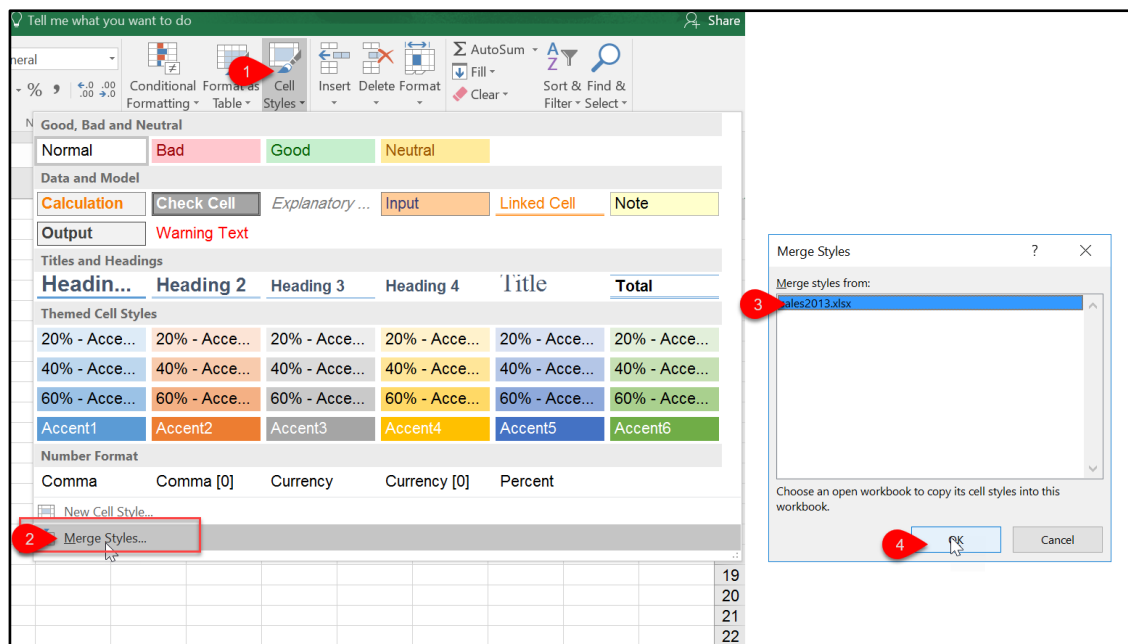 Tell me what you want to do
Share
neral
AutoSum
Fill
Clear
% , .0 .00 .00 .0
Conditional Formatting
Format as Table
1
Cell Styles
Insert Delete Format
A Z
Sort & Filter
Find & Select
N
Good, Bad and Neutral
Normal Bad Good Neutral
Data and Model
Calculation Check Cell Explanatory ... Input Linked Cell Note
Output Warning Text
Titles and Headings
Headin... Heading 2 Heading 3 Heading 4 Title Total
Themed Cell Styles
20% - Acce... 20% - Acce... 20% - Acce... 20% - Acce... 20% - Acce... 20% - Acce...
40% - Acce... 40% - Acce... 40% - Acce... 40% - Acce... 40% - Acce... 40% - Acce...
60% - Acce... 60% - Acce... 60% - Acce... 60% - Acce... 60% - Acce... 60% - Acce...
Accent1 Accent2 Accent3 Accent4 Accent5 Accent6
Number Format
Comma Comma [0] Currency Currency [0] Percent
New Cell Style...
2 Merge Styles...
19
20
21
22
Merge Styles ?
Merge styles from:
3 ales2013.xlsx
Choose an open workbook to copy its cell styles into this
workbook.
4 OK Cancel